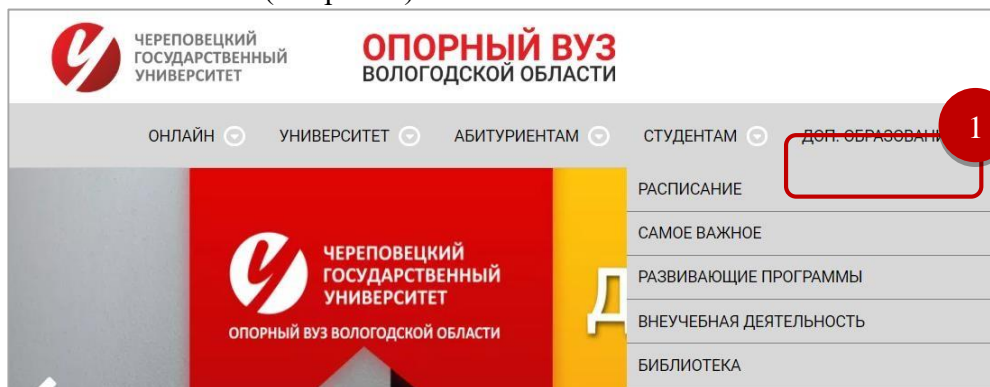 ЧЕРЕПОВЕЦКИЙ
ГОСУДАРСТВЕННЫЙ
УНИВЕРСИТЕТ
ОПОРНЫЙ ВУЗ
ВОЛОГОДСКОЙ ОБЛАСТИ
ОНЛАЙН УНИВЕРСИТЕТ АБИТУРИЕНТАМ СТУДЕНТАМ ДОП. 
1
РАСПИСАНИЕ
САМОЕ ВАЖНОЕ
РАЗВИВАЮЩИЕ ПРОГРАММЫ
ВНЕУЧЕБНАЯ ДЕЯТЕЛЬНОСТЬ
БИБЛИОТЕКА
ЧЕРЕПОВЕЦКИЙ
ГОСУДАРСТВЕННЫЙ
УНИВЕРСИТЕТ
ОПОРНЫЙ ВУЗ ВОЛОГОДСКОЙ ОБЛАСТИ
Д